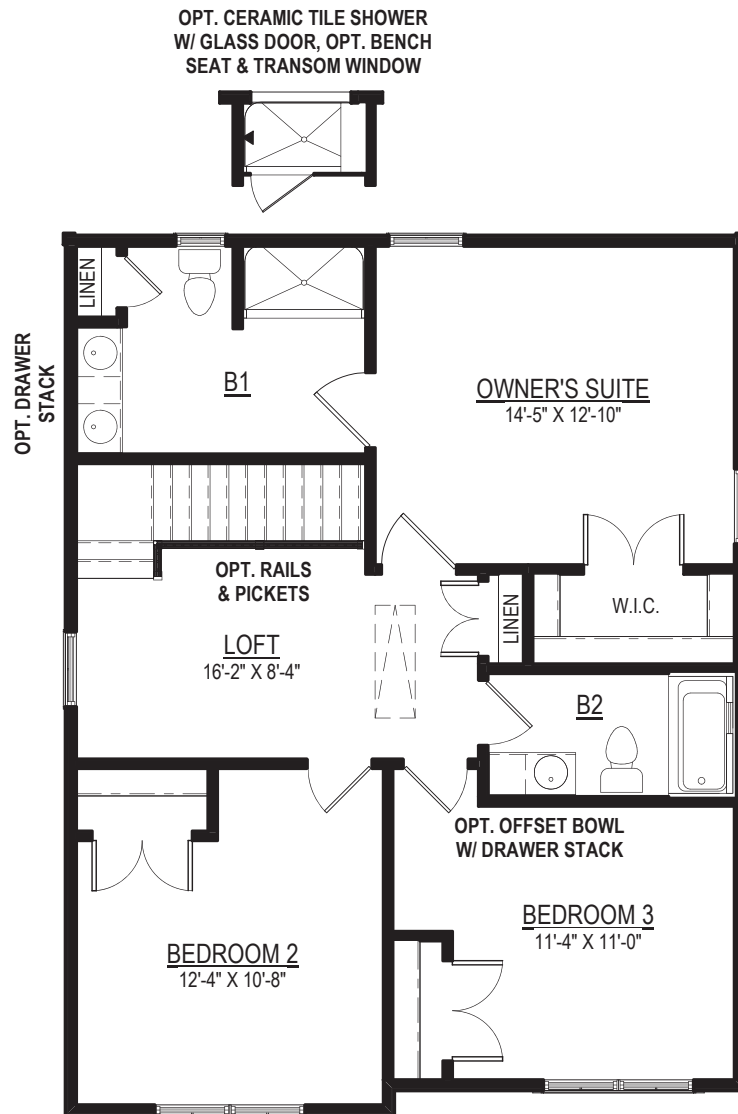 OPT. CERAMIC TILE SHOWER
W/ GLASS DOOR, OPT. BENCH
SEAT & TRANSOM WINDOW
LINEN
OPT. DRAWER
STACK
B1
OWNER'S SUITE
14'-5" X 12'-10"
OPT. RAILS
& PICKETS
LINEN
W.I.C.
LOFT
16'-2" X 8'-4"
B2
OPT. OFFSET BOWL
W/ DRAWER STACK
BEDROOM 3
11'-4" X 11'-0"
BEDROOM 2
12'-4" X 10'-8"